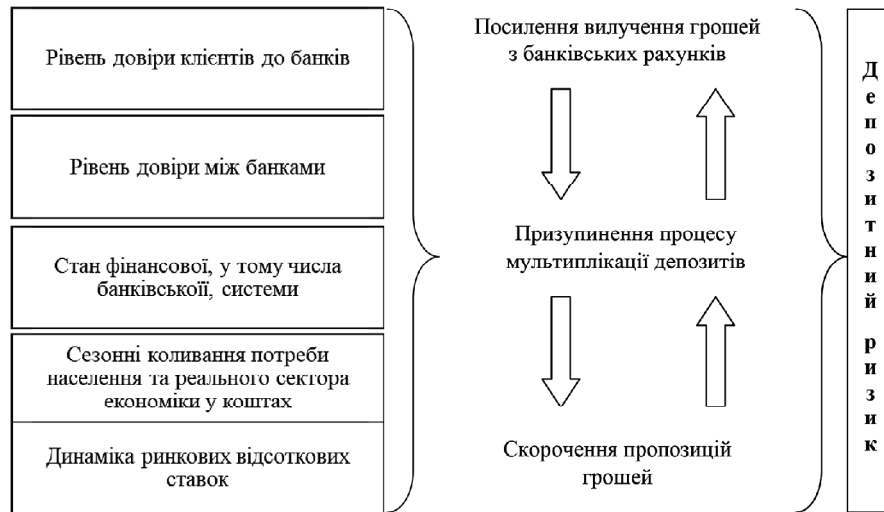 Рівень довіри клієнтів до банків
Рівень довіри між банками
Стан фінансової, у тому числа
банківськоїі, системи
Сезонні коливання потреби
населення та реального сектора
економіки у коштах
Динаміка ринкових відсоткових
ставок
Посилення вилучення грошей
з банківських рахунків
Призупинення процесу
мультиплікації депозитів
Скорочення пропозицій
грошей
Депозитний ризик